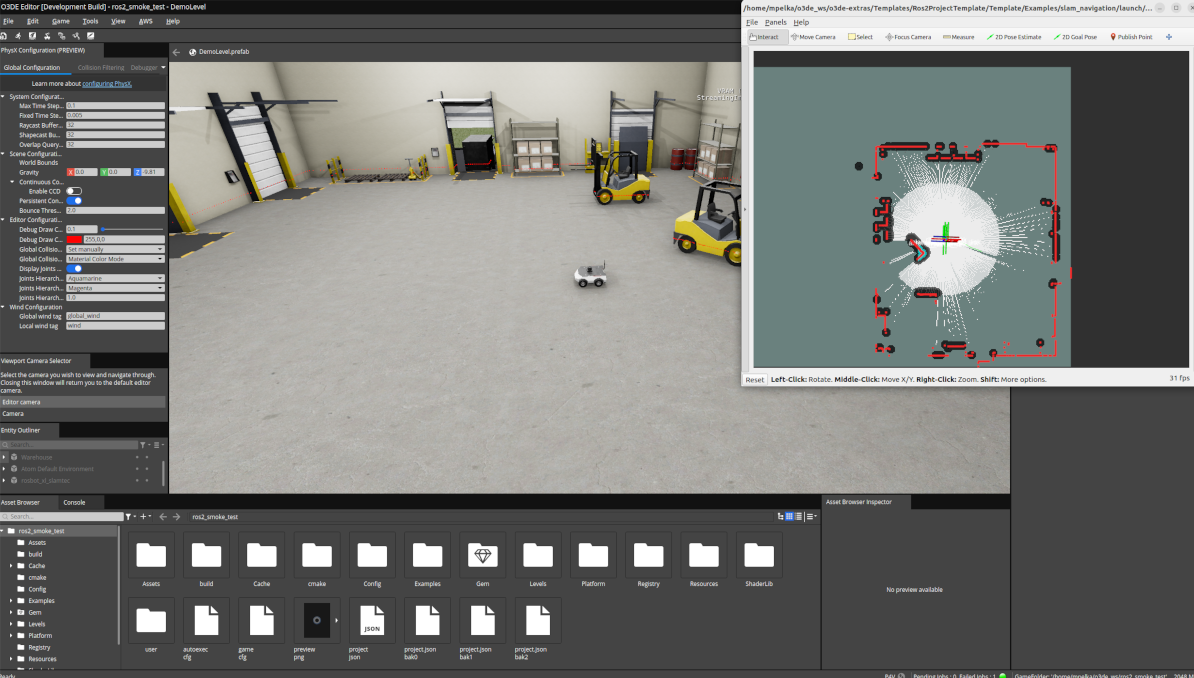 O3DE Editor [Development Build] - ros2_smoke_test - DemoLevel
File Edit Game Tools View AWS Help
PhysX Configuration (PREVIEW)
Global Configuration Collision Filtering Debugger
Learn more about configuring PhysX.
System Configurat...
Max Time Step... 0.1
Fixed Time Ste... 0.005
Raycast Buffer... 32
Shapecast Bu... 32
Overlap Query... 32
Scene Configurati...
World Bounds
Gravity X 0.0 Y 0.0 Z -9.81
Continuous Co...
Enable CCD
Persistent Con...
Bounce Thres... 2.0
Editor Configurat...
Debug Draw C... 0.1
Debug Draw C... 255,0,0
Global Collisio... Set manually
Global Collisio... Material Color Mode
Display Joints ...
Joints Hierarch... Aquamarine
Joints Hierarch... Magenta
Joints Hierarch... 1.0
Wind Configuration
Global wind tag global_wind
Local wind tag wind
Viewport Camera Selector
Select the camera you wish to view and navigate through.
Closing this window will return you to the default editor
camera.
Editor camera
Camera
Entity Outliner
Search...
Warehouse
Atom Default Environment
DemoLevel.prefab
VRAM
/home/mpelka/o3de_ws/o3de-extras/Templates/Ros2ProjectTemplate/Template/Examples/slam_navigation/launch/...
File Panels Help
Interact Move Camera Select Focus Camera Measure 2D Pose Estimate 2D Goal Pose Publish Point
Reset Left-Click: Rotate. Middle-Click: Move X/Y. Right-Click: Zoom. Shift: More options. 31 fps
Asset Browser Console
Search...
ros2_smoke_test
ros2_smoke_test
Assets
build
Cache
cmake
Config
Examples
Gem
Levels
Platform
Registry
Resources
Assets build Cache cmake Config Examples Gem Levels Platform Registry Resources ShaderLib
JSON
user autoexec cfg game cfg preview png project json project.json bak0 project.json bak1 project.json bak2
Asset Browser Inspector
No preview available
Ready
P4V Pending Jobs : 0 Failed Jobs : 1 GameFolder: '/home/mpelka/o3de_ws/ros2_smoke_test'